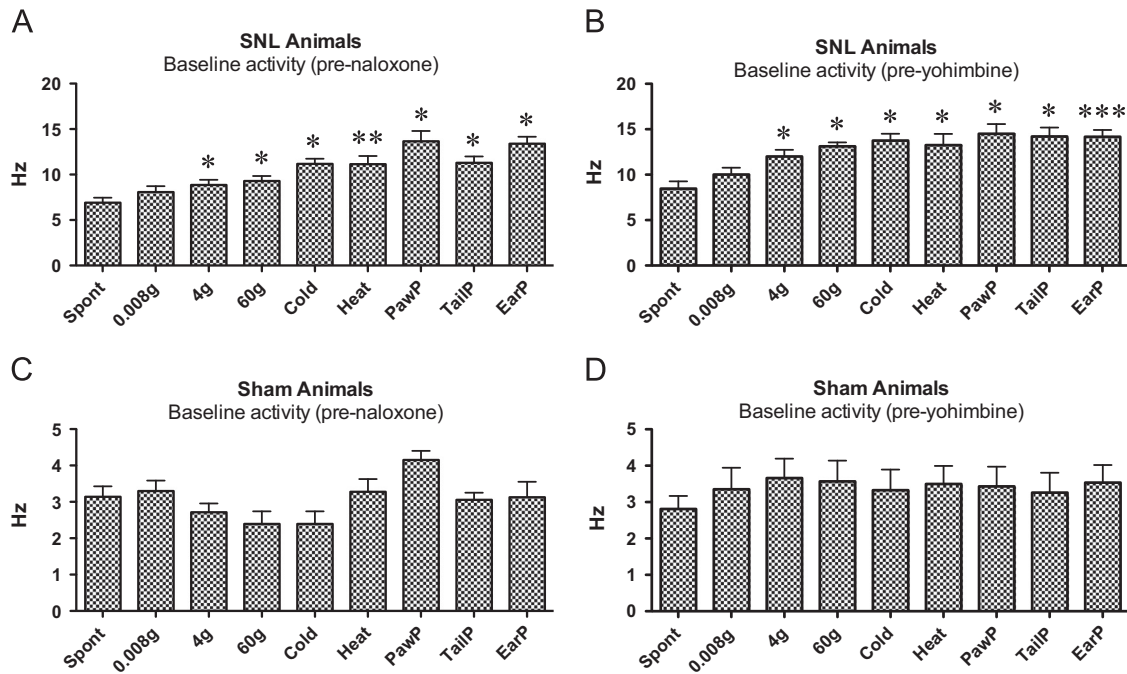 A
SNL Animals
Baseline activity (pre-naloxone)
20
15
10
5
0
Hz
* * * ** * * *
Spont 0.008g 4g 60g Cold Heat PawP TailP EarP
B
SNL Animals
Baseline activity (pre-yohimbine)
20
15
10
5
0
Hz
* * * * * * ***
Spont 0.008g 4g 60g Cold Heat PawP TailP EarP
C
Sham Animals
Baseline activity (pre-naloxone)
5
4
3
2
1
0
Hz
Spont 0.008g 4g 60g Cold Heat PawP TailP EarP
D
Sham Animals
Baseline activity (pre-yohimbine)
5
4
3
2
1
0
Hz
Spont 0.008g 4g 60g Cold Heat PawP TailP EarP